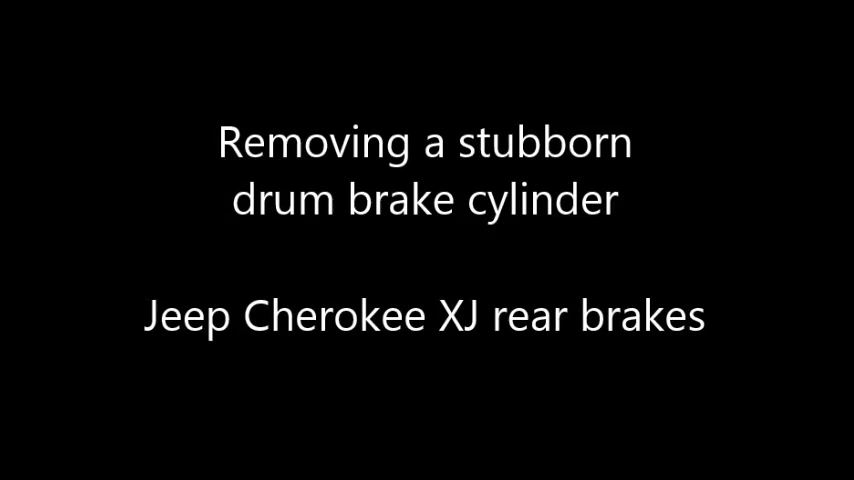 Removing a stubborn
drum brake cylinder
Jeep Cherokee XJ rear brakes